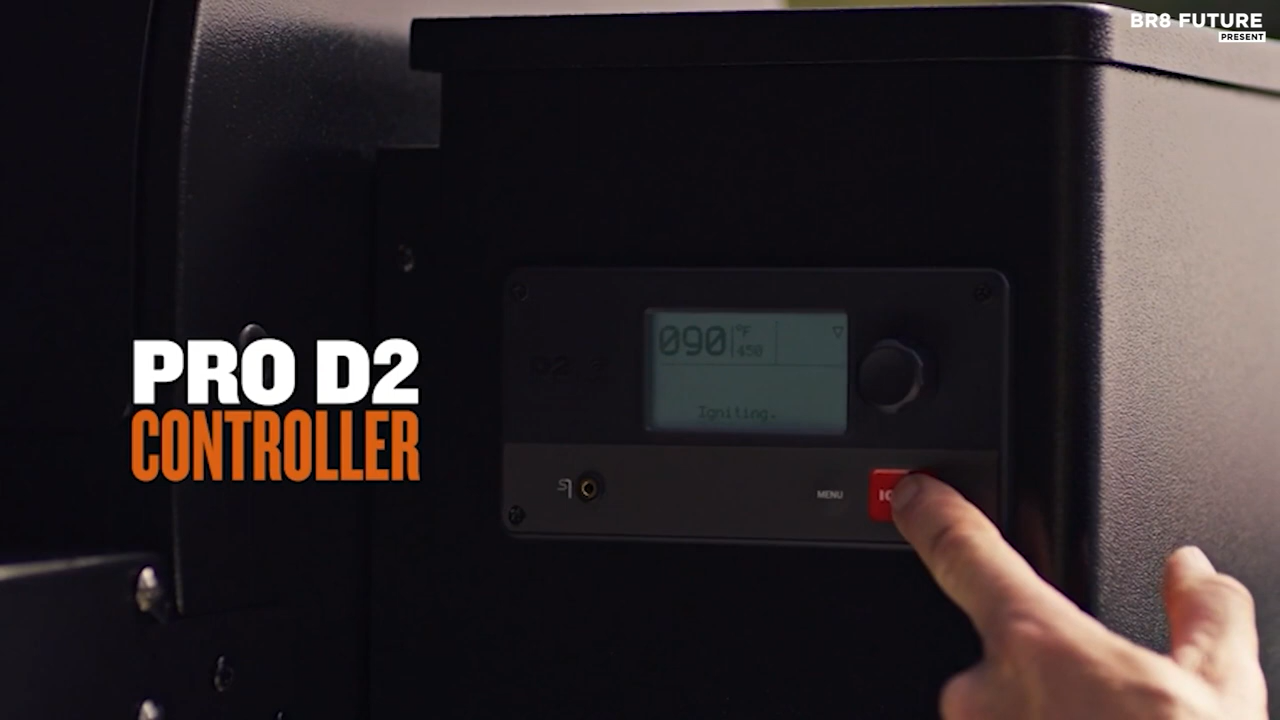 BR8 FUTURE
PRESENT
090
°F
450
Igniting.
PRO D2
CONTROLLER
MENU